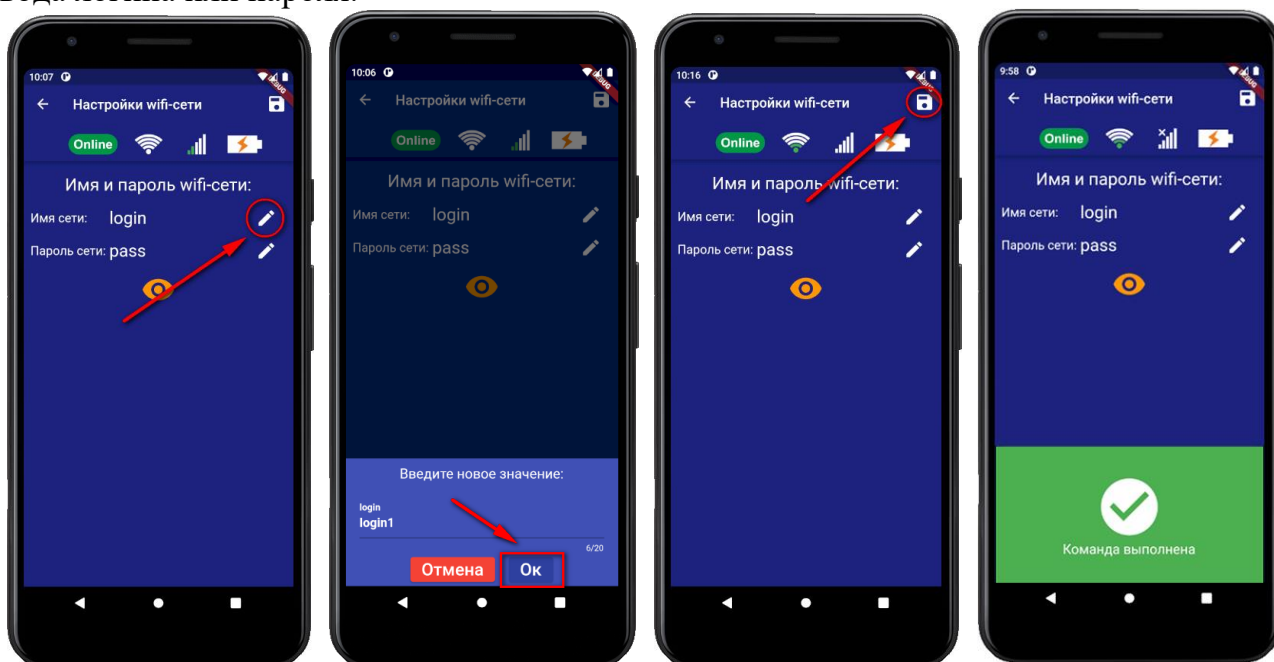 или пароля.
10:07
Настройки wifi-сети
Online
Имя и пароль wifi-сети:
Имя сети: login
Пароль сети: pass
10:06
Настройки wifi-сети
Online
Имя и пароль wifi-сети:
Имя сети: login
Пароль сети: pass
Введите новое значение:
login
login1
6/20
Отмена Ок
10:16
Настройки wifi-сети
Online
Имя и пароль wifi-сети:
Имя сети: login
Пароль сети: pass
9:58
Настройки wifi-сети
Online
Имя и пароль wifi-сети:
Имя сети: login
Пароль сети: pass
Команда выполнена